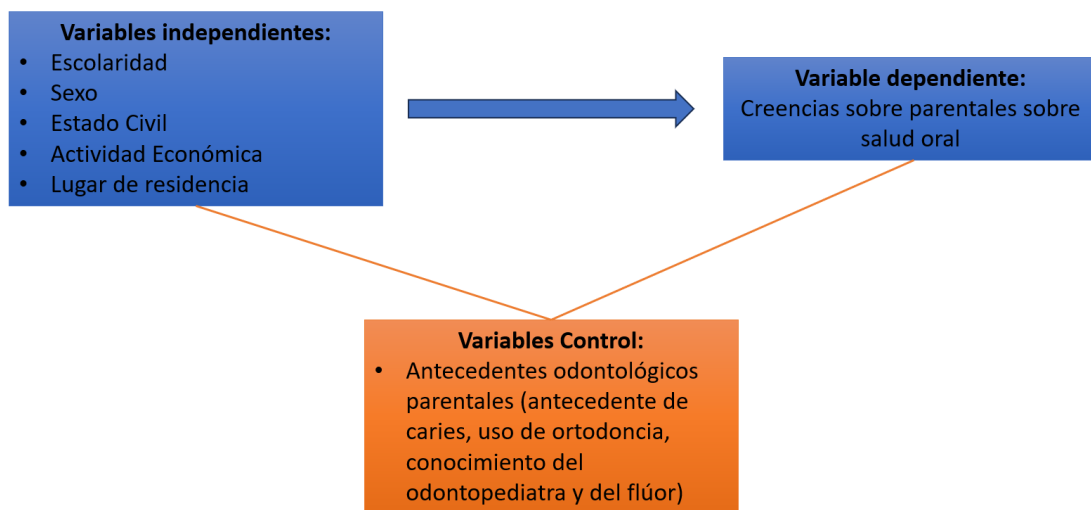 Variables independientes:
• Escolaridad
• Sexo
• Estado Civil
• Actividad Económica
• Lugar de residencia
Variable dependiente:
Creencias sobre parentales sobre
salud oral
Variables Control:
• Antecedentes odontológicos
parentales (antecedente de
caries, uso de ortodoncia,
conocimiento del
odontopediatra y del flúor)